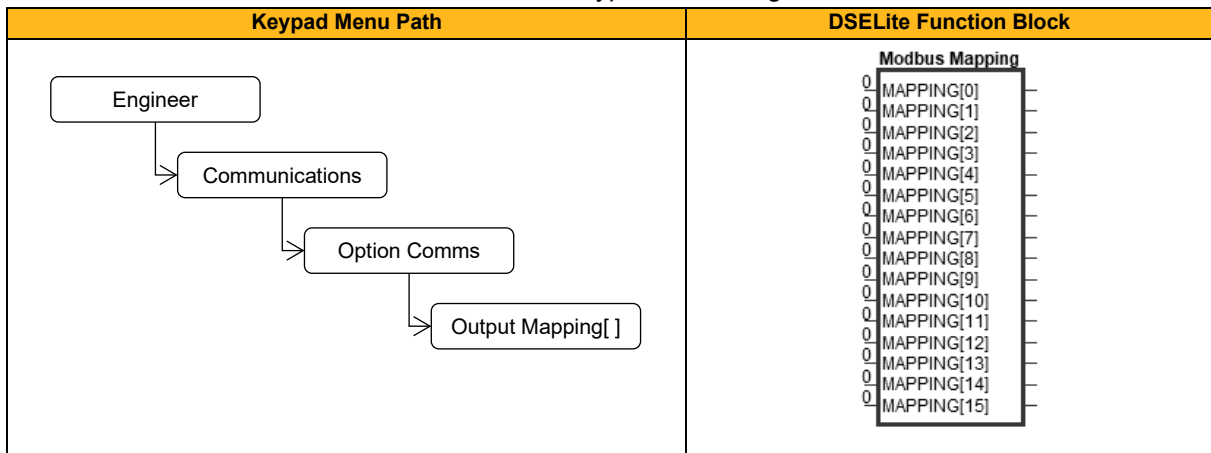 Keypad Menu Path
DSELite Function Block
Engineer
Communications
Option Comms
Output Mapping[ ]
Modbus Mapping
0 MAPPING[0]
0 MAPPING[1]
0 MAPPING[2]
0 MAPPING[3]
0 MAPPING[4]
0 MAPPING[5]
0 MAPPING[6]
0 MAPPING[7]
0 MAPPING[8]
0 MAPPING[9]
0 MAPPING[10]
0 MAPPING[11]
0 MAPPING[12]
0 MAPPING[13]
0 MAPPING[14]
0 MAPPING[15]